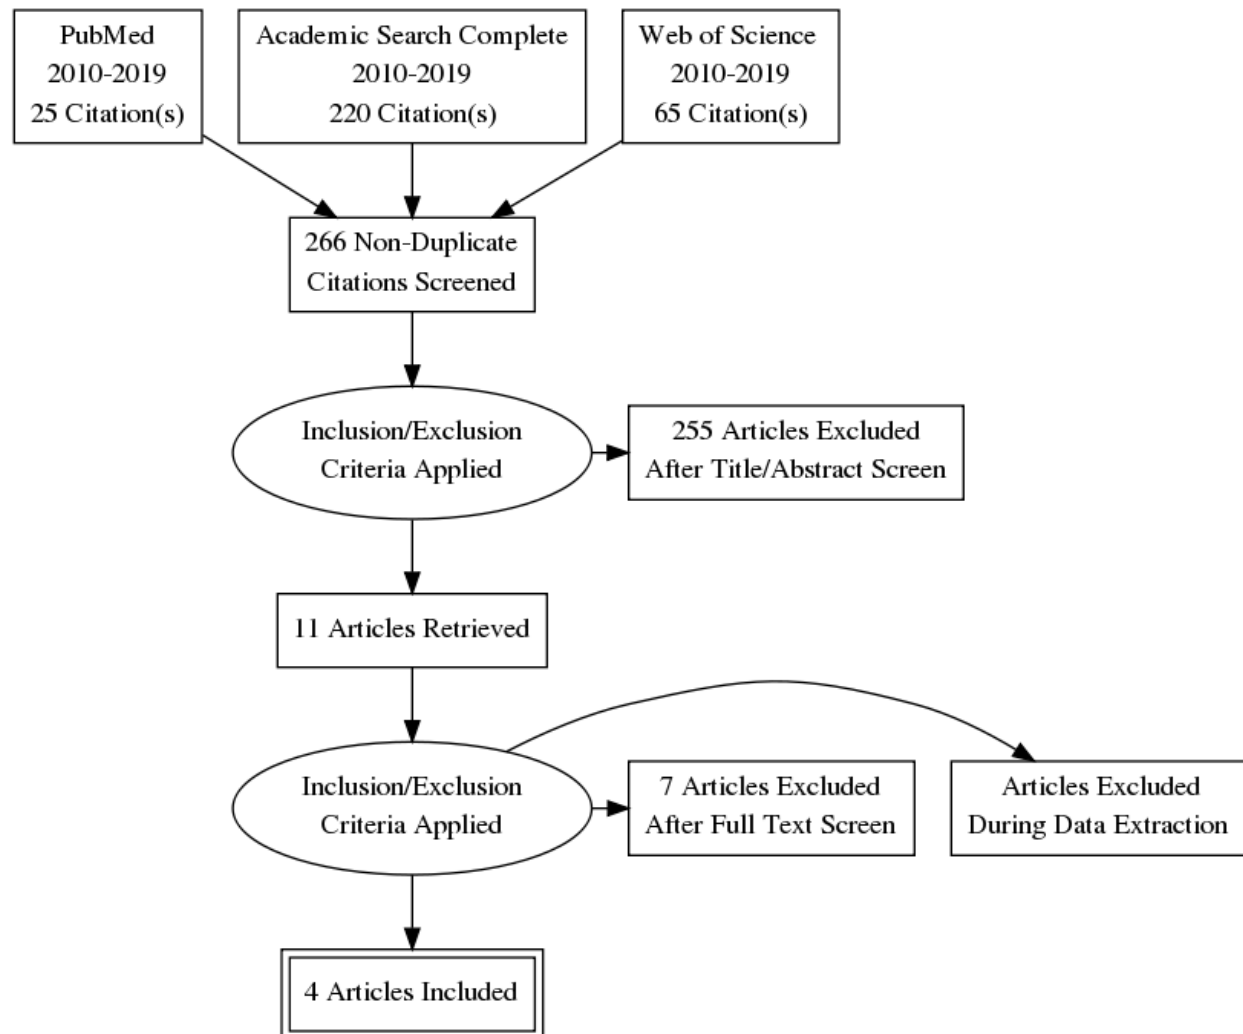 PubMed
2010-2019
25 Citation(s)
Academic Search Complete
2010-2019
220 Citation(s)
Web of Science
2010-2019
65 Citation(s)
266 Non-Duplicate
Citations Screened
Inclusion/Exclusion
Criteria Applied
255 Articles Excluded
After Title/Abstract Screen
11 Articles Retrieved
Inclusion/Exclusion
Criteria Applied
7 Articles Excluded
After Full Text Screen
Articles Excluded
During Data Extraction
4 Articles Included